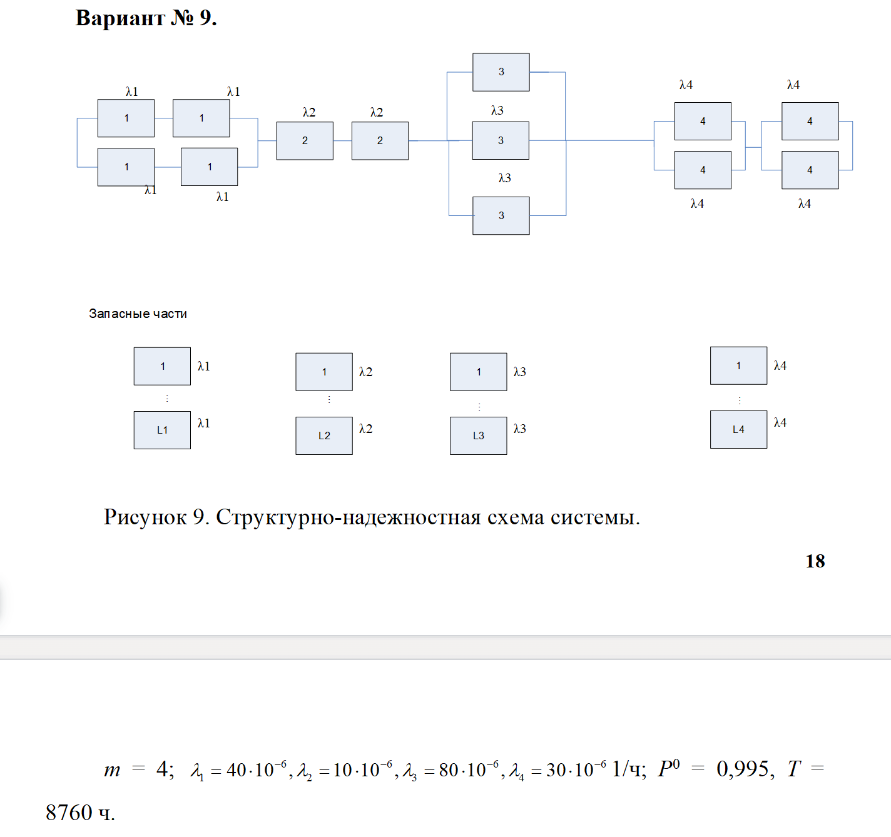 Вариант № 9.
3
λ1 λ1 λ4 λ4
1 1 λ2 λ2 λ3 4 4
2 2 3
1 1 λ3 4 4
λ1 λ1 λ4 λ4
3
Запасные части
1 λ1 1 λ2 1 λ3 1 λ4
⋮ ⋮ ⋮ ⋮
L1 λ1 L2 λ2 L3 λ3 L4 λ4
Рисунок 9. Структурно-надежностная схема системы.
18
m = 4; λ₁ = 40·10⁻⁶, λ₂ = 10·10⁻⁶, λ₃ = 80·10⁻⁶, λ₄ = 30·10⁻⁶ 1/ч; P⁰ = 0,995, T =
8760 ч.